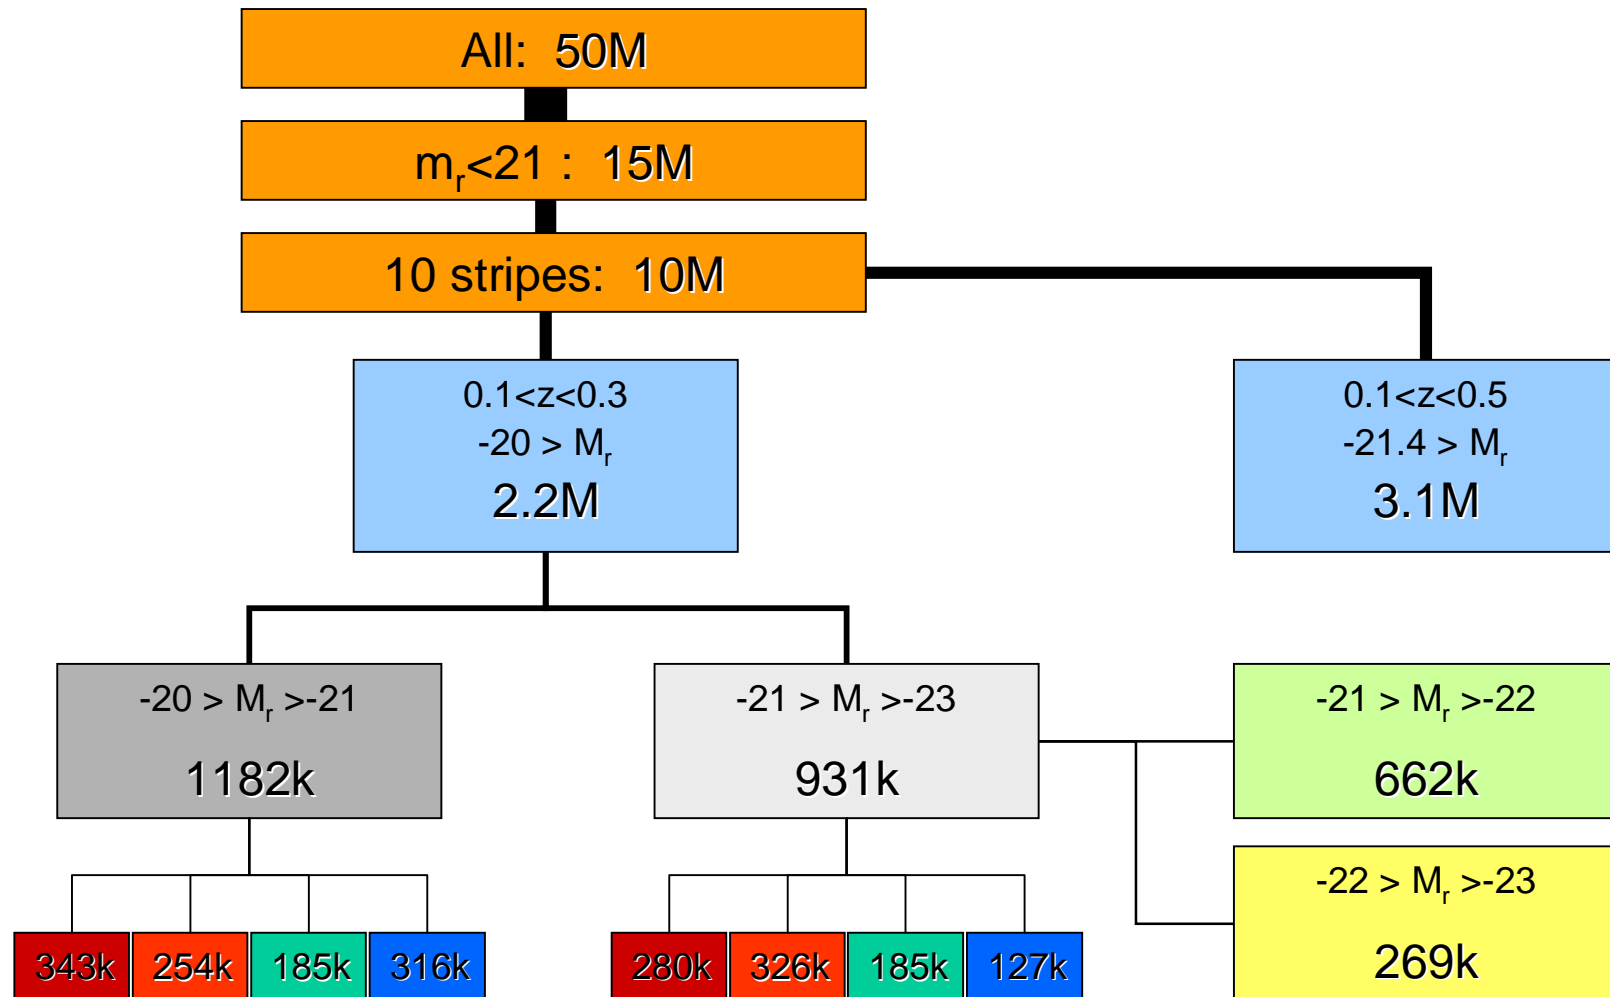 All: 50M
m_r<21 : 15M
10 stripes: 10M
0.1<z<0.3
-20 > M_r
2.2M
0.1<z<0.5
-21.4 > M_r
3.1M
-20 > M_r >-21
1182k
-21 > M_r >-23
931k
-21 > M_r >-22
662k
-22 > M_r >-23
269k
343k 254k 185k 316k
280k 326k 185k 127k